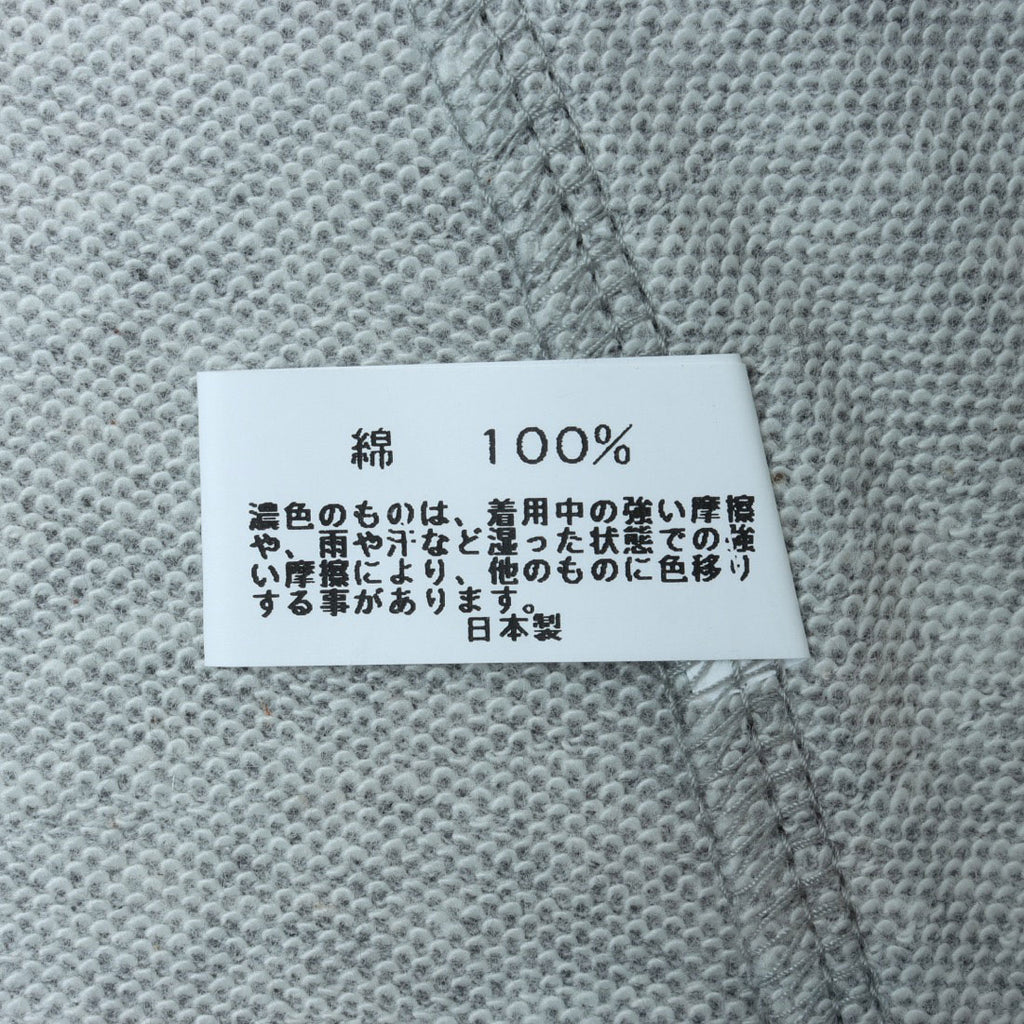 綿 100%
濃色のものは、着用中の強い摩擦
や、雨や汗など湿った状態での強
い摩擦により、他のものに色移り
する事があります。
日本製